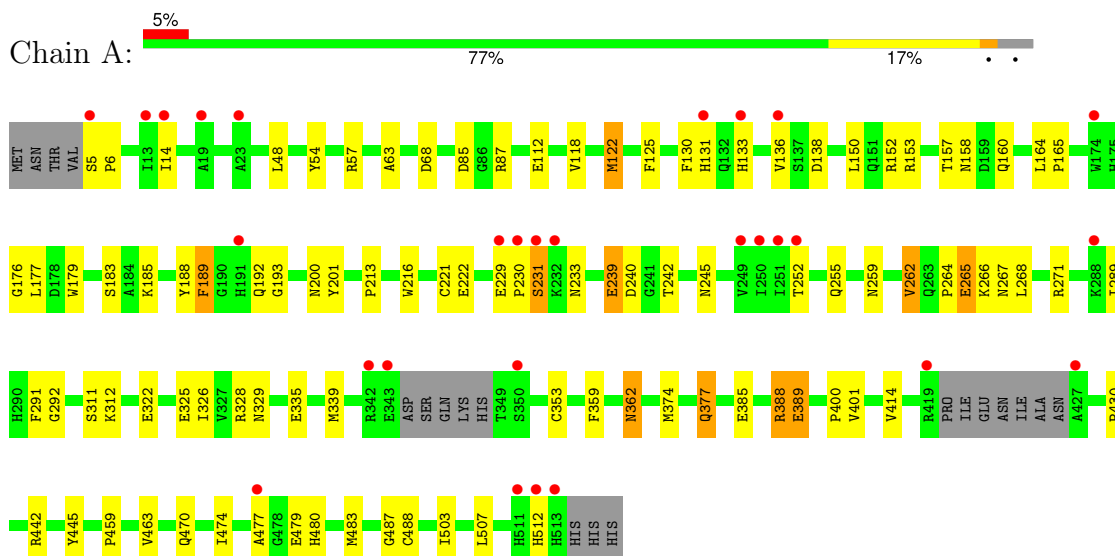 5%
Chain A:
77% 17% • •
MET ASN THR VAL S5 P6 I13 I14 A19 A23 L48 Y54 R57 A63 D68 D85 G86 R87 E112 V118 M122 F125 F130 H131 Q132 H133 V136 S137 D138 L150 Q151 R152 R153 T157 N158 D159 Q160 L164 P165 W174 H175
G176 L177 D178 W179 S183 A184 K185 Y188 F189 G190 H191 Q192 G193 N200 Y201 P213 W216 C221 E222 E229 P230 S231 K232 N233 E239 D240 G241 T242 N245 V249 I250 I251 T252 Q255 N259 V262 Q263 P264 E265 K266 N267 L268 R271 K288 I289
H290 F291 G292 S311 K312 E322 E325 I326 V327 R328 N329 E335 M339 R342 E343 ASP SER GLN LYS HIS T349 S350 C353 F359 N362 M374 Q377 E385 R388 E389 P400 V401 V414 R419 PRO ILE GLU ASN ILE ALA ASN A427
R442 Y445 P459 V463 Q470 I474 A477 G478 E479 H480 M483 G487 C488 I503 L507 H511 H512 H513 HIS HIS HIS